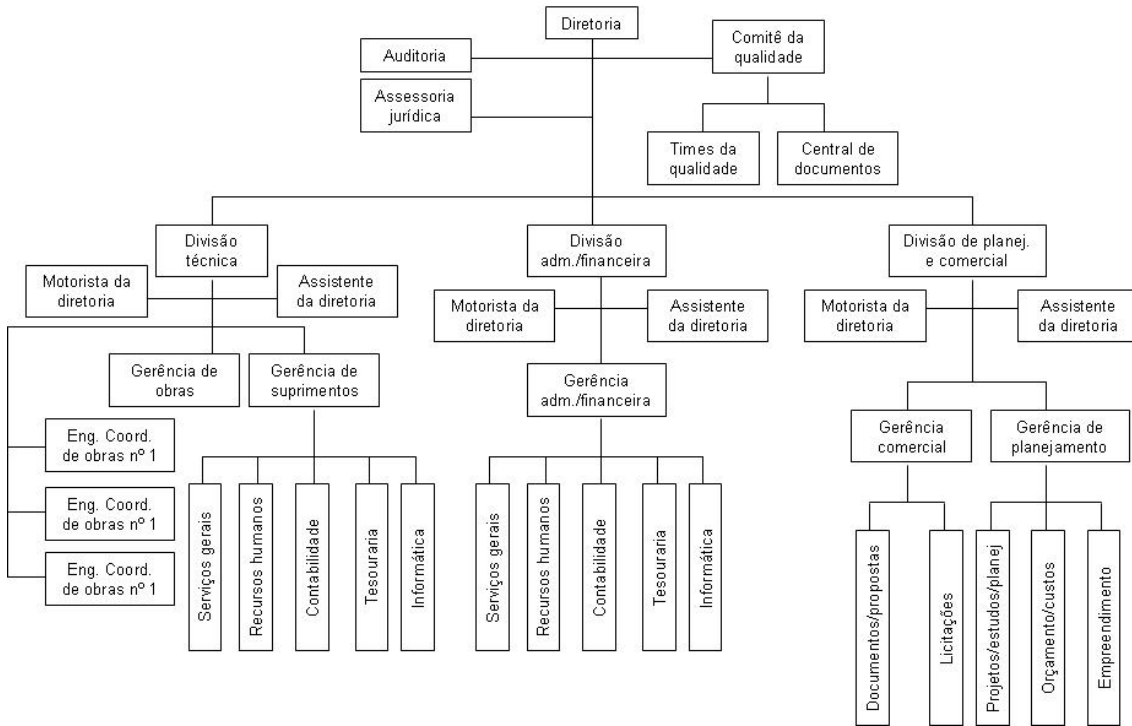 Diretoria
Auditoria
Comitê da
qualidade
Assessoria
jurídica
Times da
qualidade
Central de
documentos
Divisão
técnica
Divisão
adm./financeira
Divisão de planej.
e comercial
Motorista da
diretoria
Assistente
da diretoria
Motorista da
diretoria
Assistente
da diretoria
Motorista da
diretoria
Assistente
da diretoria
Gerência de
obras
Gerência de
suprimentos
Gerência
adm./financeira
Gerência
comercial
Gerência de
planejamento
Eng. Coord.
de obras nº 1
Eng. Coord.
de obras nº 1
Eng. Coord.
de obras nº 1
Serviços gerais
Recursos humanos
Contabilidade
Tesouraria
Informática
Serviços gerais
Recursos humanos
Contabilidade
Tesouraria
Informática
Documentos/propostas
Licitações
Projetos/estudos/planej
Orçamento/custos
Empreendimento